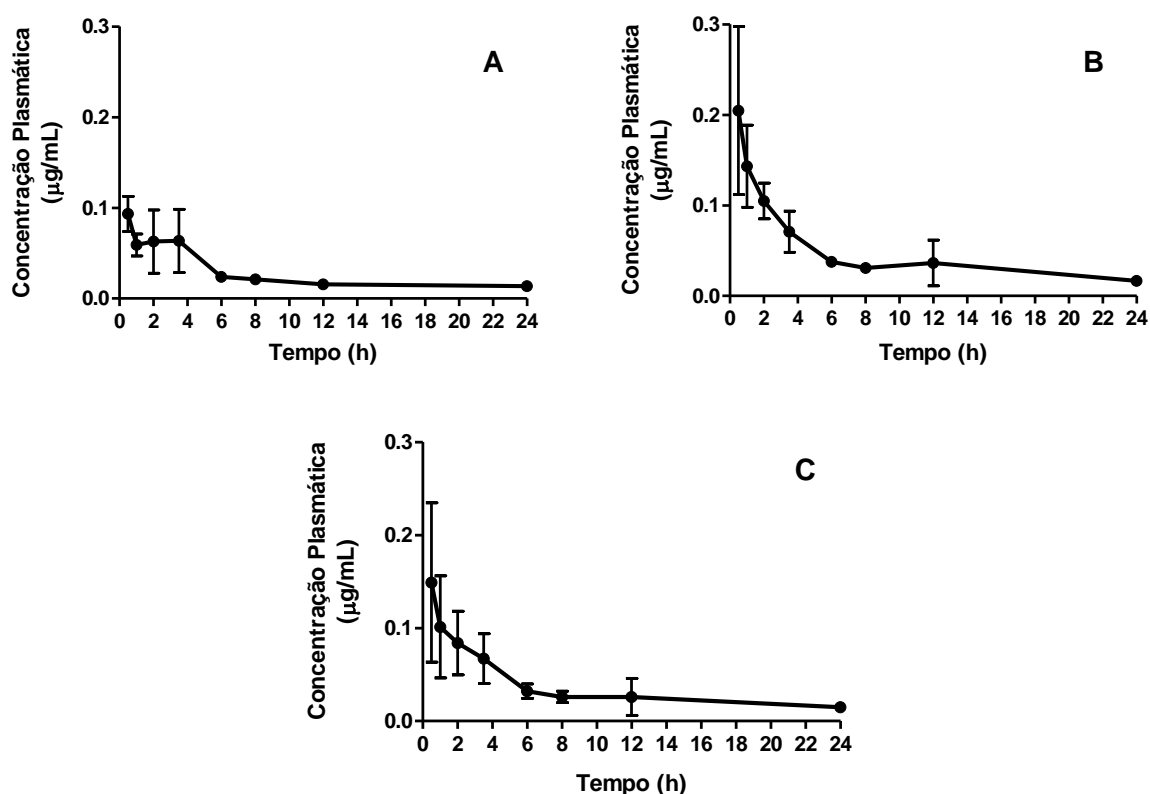 Concentração Plasmática
(µg/mL)
0.3
0.2
0.1
0.0
A
0 2 4 6 8 10 12 14 16 18 20 22 24
Tempo (h)
Concentração Plasmática
(µg/mL)
0.3
0.2
0.1
0.0
B
0 2 4 6 8 10 12 14 16 18 20 22 24
Tempo (h)
Concentração Plasmática
(µg/mL)
0.3
0.2
0.1
0.0
C
0 2 4 6 8 10 12 14 16 18 20 22 24
Tempo (h)